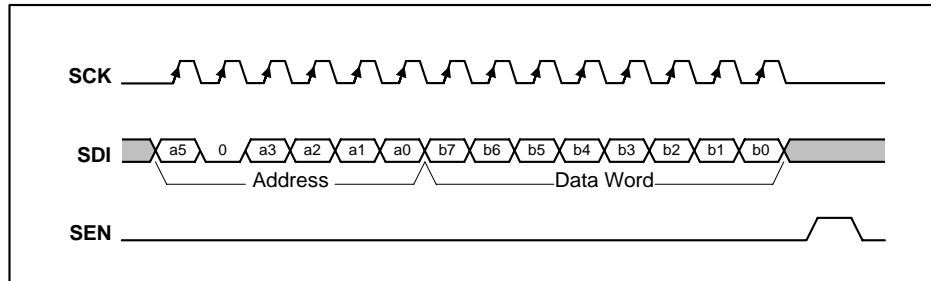 SCK
SDI a5 0 a3 a2 a1 a0 b7 b6 b5 b4 b3 b2 b1 b0
Address Data Word
SEN